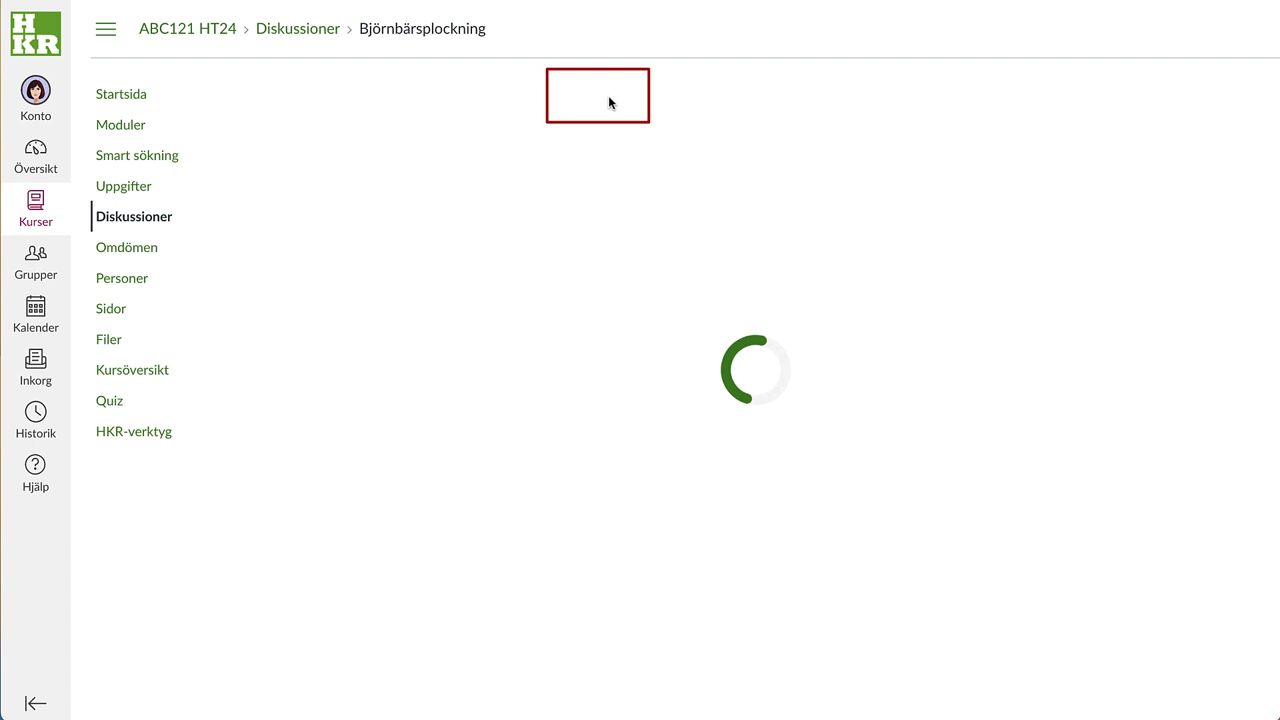 H
KR
ABC121 HT24 › Diskussioner › Björnbärsplockning
Konto
Översikt
Kurser
Grupper
Kalender
Inkorg
Historik
Hjälp
Startsida
Moduler
Smart sökning
Uppgifter
Diskussioner
Omdömen
Personer
Sidor
Filer
Kursöversikt
Quiz
HKR-verktyg